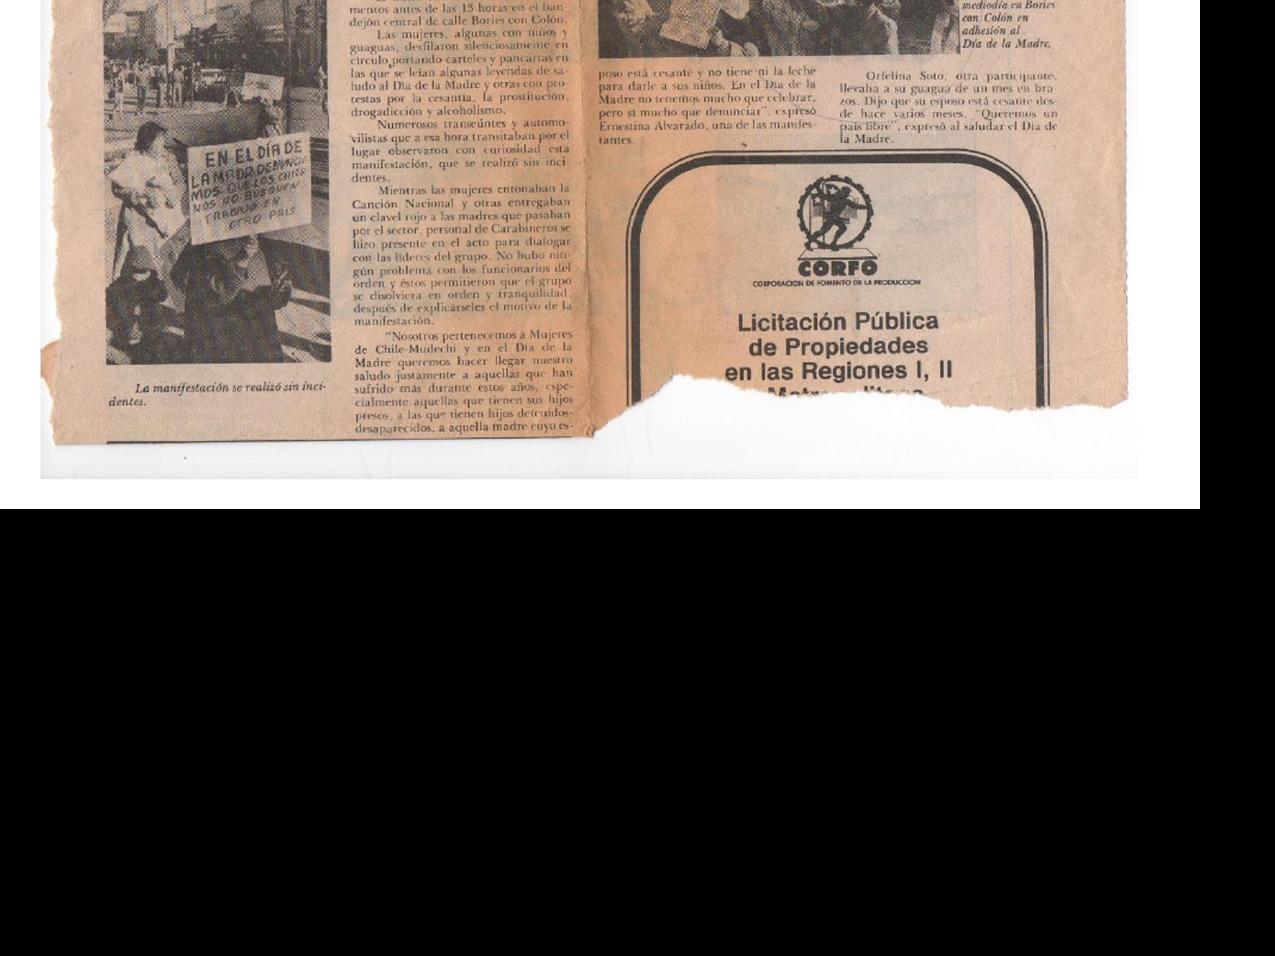 mentos antes de las 13 horas en el ban-
dejón central de calle Bories con Colón.
Las mujeres, algunas con niños y
guaguas, desfilaron silenciosamente en
círculo portando carteles y pancartas en
las que se leían algunas leyendas de sa-
ludo al Día de la Madre y otras con pro-
testas por la cesantía, la prostitución,
drogadicción y alcoholismo.
Numerosos transeúntes y automo-
vilistas que a esa hora transitaban por el
lugar observaron con curiosidad esta
manifestación, que se realizó sin inci-
dentes.
Mientras las mujeres entonaban la
Canción Nacional y otras entregaban
un clavel rojo a las madres que pasaban
por el sector, personal de Carabineros se
hizo presente en el acto para dialogar
con las líderes del grupo. No hubo nin-
gún problema con los funcionarios del
orden y éstos permitieron que el grupo
se disolviera en orden y tranquilidad,
después de explicárseles el motivo de la
manifestación.
"Nosotros pertenecemos a Mujeres
de Chile-Mudechi y en el Día de la
Madre queremos hacer llegar nuestro
saludo justamente a aquellas que han
sufrido más durante estos años, espe-
cialmente aquellas que tienen sus hijos
presos, a las que tienen hijos detenidos-
desaparecidos, a aquella madre cuyo es-
EN EL DÍA DE
LA MADR DENUNCIA
MOS QUE LOS CHILE
NOS NO BUSQUEN
TRABAJO EN
OTRO PAIS
La manifestación se realizó sin inci-
dentes.
mediodía en Bories
con Colón en
adhesión al
Día de la Madre.
poso está cesante y no tiene ni la leche
para darle a sus niños. En el Día de la
Madre no tenemos mucho que celebrar,
pero sí mucho que denunciar", expresó
Ernestina Alvarado, una de las manifes-
tantes.
Orfelina Soto, otra participante,
llevaba a su guagua de un mes en bra-
zos. Dijo que su esposo está cesante des-
de hace varios meses. "Queremos un
país libre", expresó al saludar el Día de
la Madre.
CORFO
CORPORACION DE FOMENTO DE LA PRODUCCION
Licitación Pública
de Propiedades
en las Regiones I, II